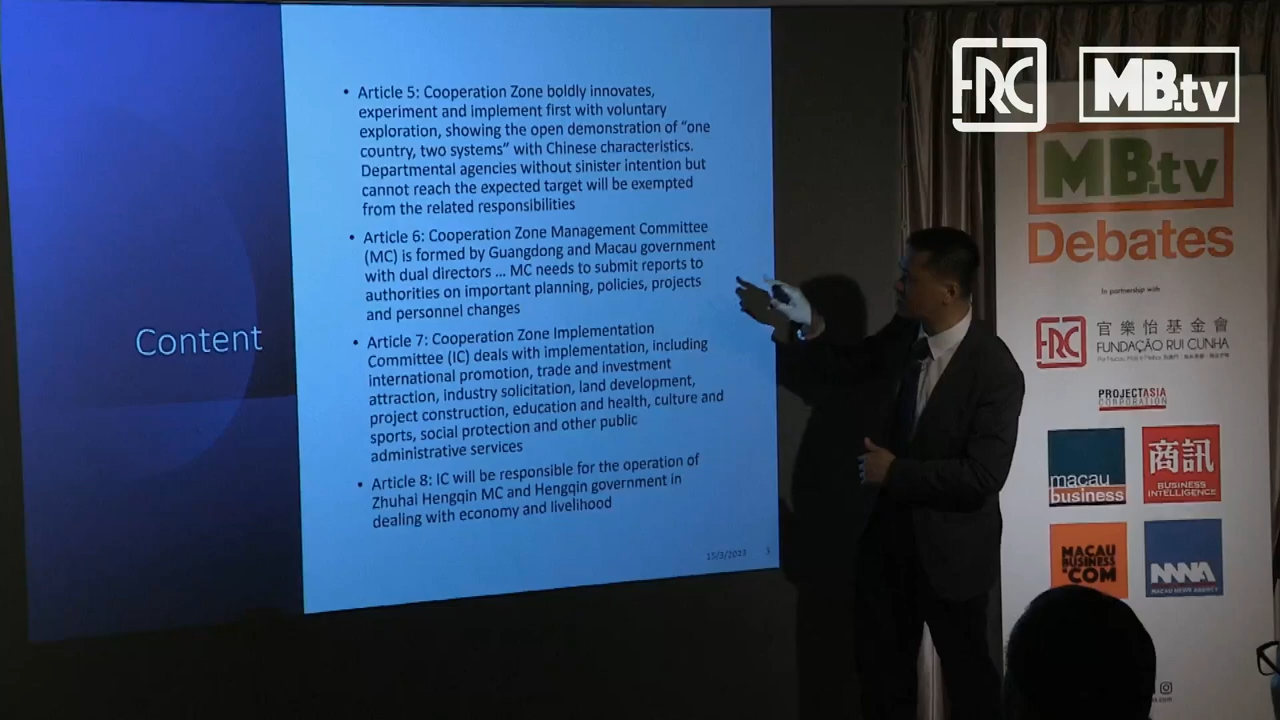 FRC
MB.tv
Content
• Article 5: Cooperation Zone boldly innovates,
experiment and implement first with voluntary
exploration, showing the open demonstration of “one
country, two systems” with Chinese characteristics.
Departmental agencies without sinister intention but
cannot reach the expected target will be exempted
from the related responsibilities
• Article 6: Cooperation Zone Management Committee
(MC) is formed by Guangdong and Macau government
with dual directors ... MC needs to submit reports to
authorities on important planning, policies, projects
and personnel changes
• Article 7: Cooperation Zone Implementation
Committee (IC) deals with implementation, including
international promotion, trade and investment
attraction, industry solicitation, land development,
project construction, education and health, culture and
sports, social protection and other public
administrative services
• Article 8: IC will be responsible for the operation of
Zhuhai Hengqin MC and Hengqin government in
dealing with economy and livelihood
15/3/2023
MB.tv
Debates
In partnership with
FRC
官樂怡基金會
FUNDAÇÃO RUI CUNHA
PROJECTASIA
CORPORATION
macau
business
商訊
BUSINESS
INTELLIGENCE
MACAU
BUSINESS
.COM
MNA
MACAU NEWS AGENCY